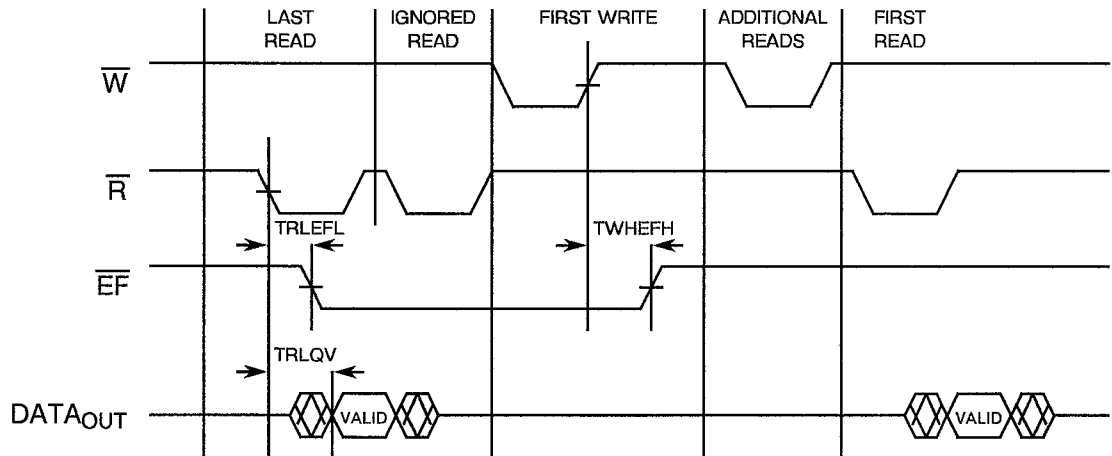 LAST READ
IGNORED READ
FIRST WRITE
ADDITIONAL READS
FIRST READ
W
R
TRLEFL
TWHEFH
EF
TRLQV
DATAOUT
VALID
VALID